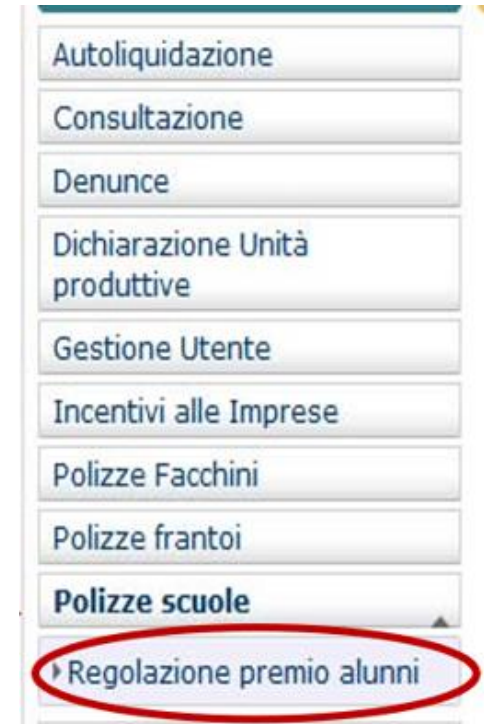 Autoliquidazione
Consultazione
Denunce
Dichiarazione Unità
produttive
Gestione Utente
Incentivi alle Imprese
Polizze Facchini
Polizze frantoi
Polizze scuole
Regolazione premio alunni